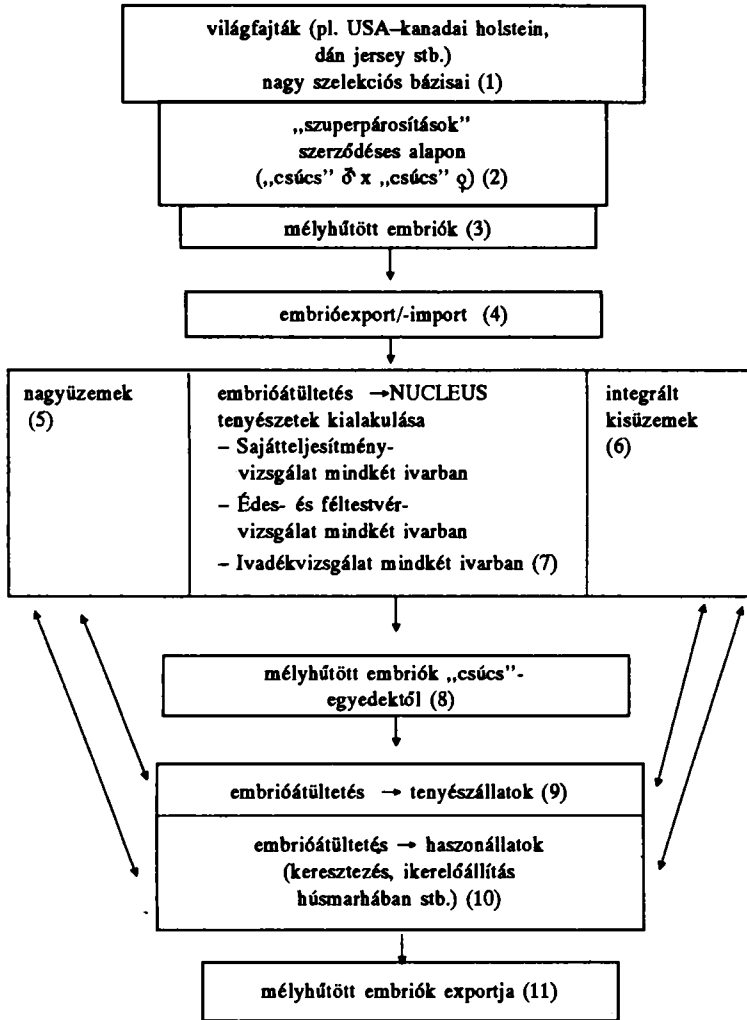 világfajták (pl. USA–kanadai holstein,
dán jersey stb.)
nagy szelekciós bázisai (1)
„szuperpárosítások”
szerződéses alapon
(„csúcs” ♂ x „csúcs” ♀) (2)
mélyhűtött embriók (3)
embrióexport/-import (4)
nagyüzemek
(5)
embrióátültetés → NUCLEUS
tenyészetek kialakulása
– Sajátteljesítmény-
vizsgálat mindkét ivarban
– Édes- és féltestvér-
vizsgálat mindkét ivarban
– Ivadékvizsgálat mindkét ivarban (7)
integrált
kisüzemek
(6)
mélyhűtött embriók „csúcs”-
egyedektől (8)
embrióátültetés → tenyészállatok (9)
embrióátültetés → haszonállatok
(keresztezés, ikerelőállítás
húsmarhában stb.) (10)
mélyhűtött embriók exportja (11)